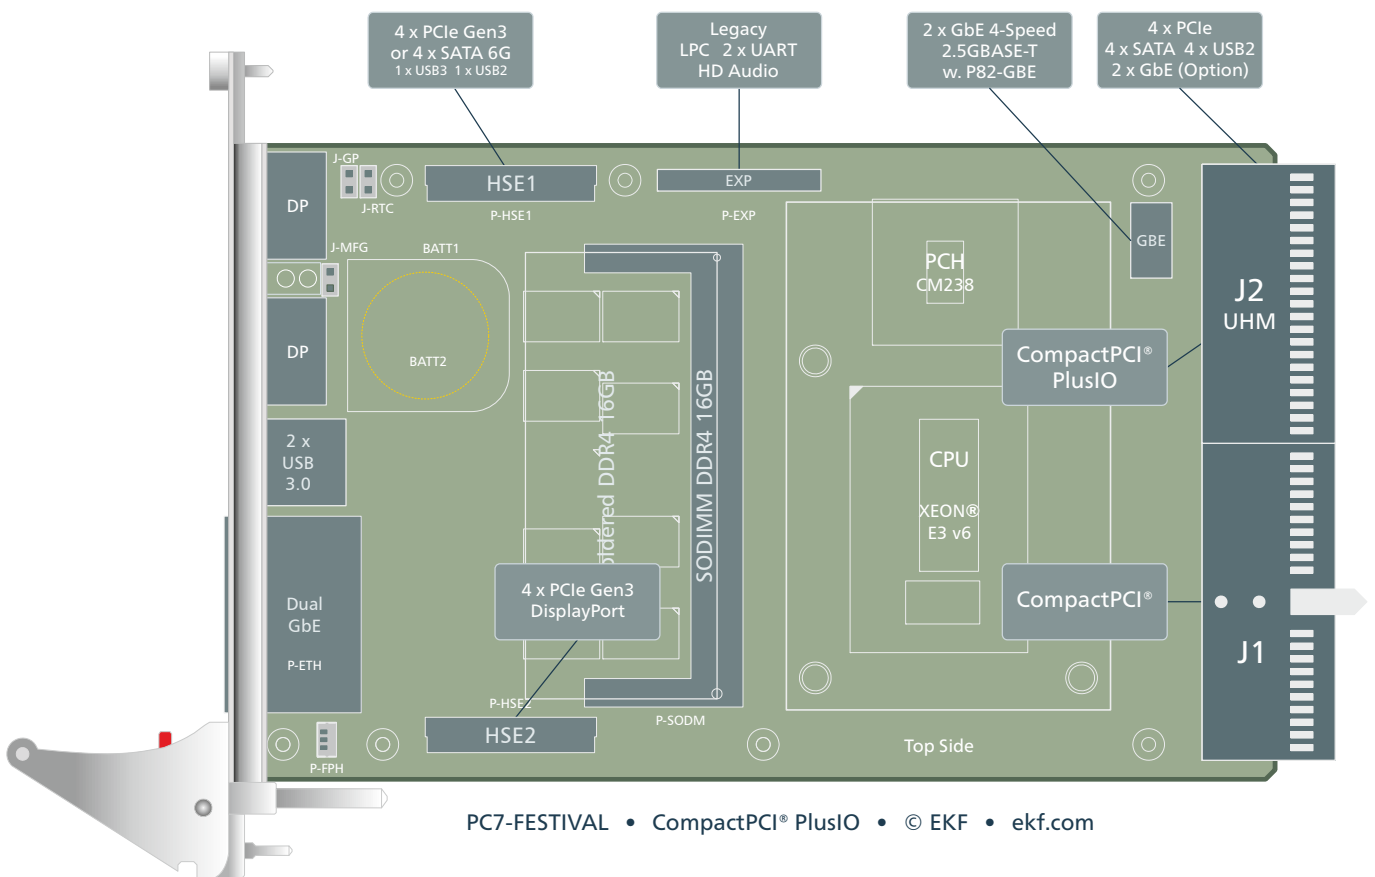 4 x PCIe Gen3
or 4 x SATA 6G
1 x USB3 1 x USB2
Legacy
LPC 2 x UART
HD Audio
2 x GbE 4-Speed
2.5GBASE-T
w. P82-GBE
4 x PCIe
4 x SATA 4 x USB2
2 x GbE (Option)
J-GP
J-RTC
DP
HSE1
P-HSE1
EXP
P-EXP
GBE
J-MFG
BATT1
BATT2
DP
PCH
CM238
J2
UHM
CompactPCI® PlusIO
2 x
USB
3.0
DDR4 16GB
SODIMM DDR4 16GB
CPU
XEON®
E3 v6
Dual
GbE
P-ETH
4 x PCIe Gen3
DisplayPort
CompactPCI®
J1
P-HSE2
HSE2
P-SODM
P-FPH
Top Side
PC7-FESTIVAL • CompactPCI® PlusIO • © EKF • ekf.com